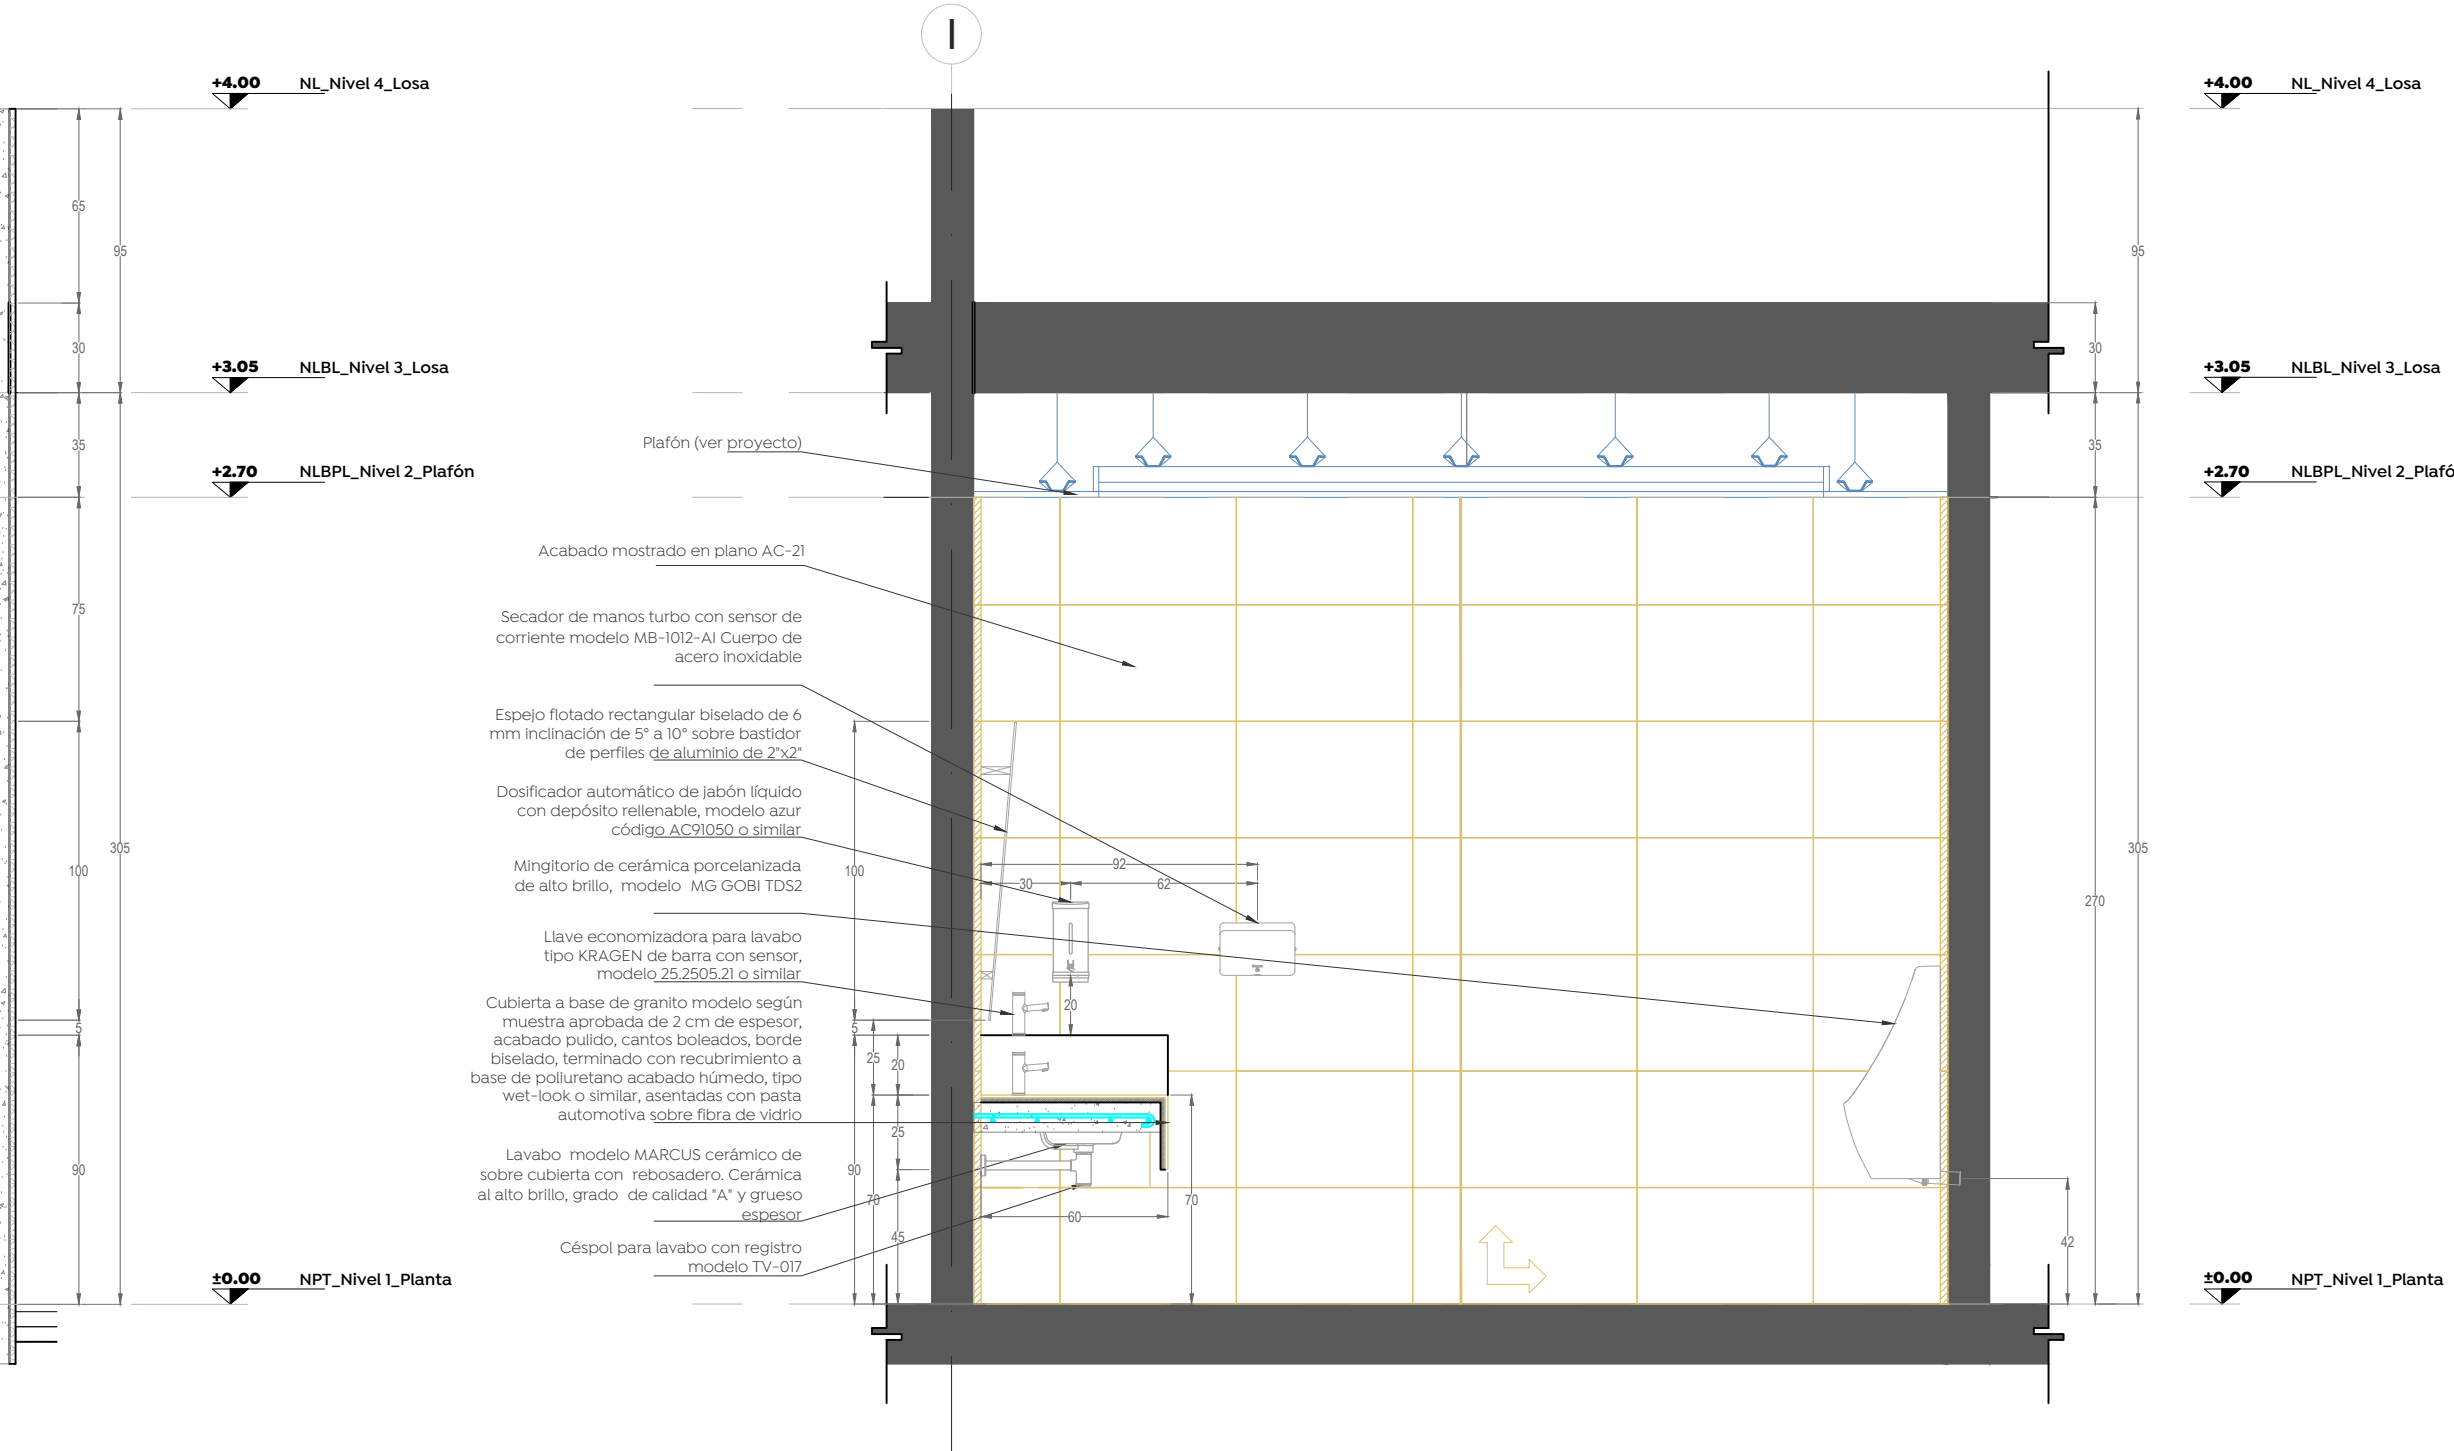 I
+4.00 NL_Nivel 4_Losa
+4.00 NL_Nivel 4_Losa
65
95
95
30
30
+3.05 NLBL_Nivel 3_Losa
+3.05 NLBL_Nivel 3_Losa
35
35
Plafón (ver proyecto)
+2.70 NLBPL_Nivel 2_Plafón
+2.70 NLBPL_Nivel 2_Plafó
Acabado mostrado en plano AC-21
75
Secador de manos turbo con sensor de
corriente modelo MB-1012-AI Cuerpo de
acero inoxidable
Espejo flotado rectangular biselado de 6
mm inclinación de 5° a 10° sobre bastidor
de perfiles de aluminio de 2"x2"
Dosificador automático de jabón líquido
con depósito rellenable, modelo azur
código AC91050 o similar
305
305
Mingitorio de cerámica porcelanizada
de alto brillo, modelo MG GOBI TDS2
100
100
92
30
62
270
Llave economizadora para lavabo
tipo KRAGEN de barra con sensor,
modelo 25.2505.21 o similar
20
Cubierta a base de granito modelo según
muestra aprobada de 2 cm de espesor,
acabado pulido, cantos boleados, borde
biselado, terminado con recubrimiento a
base de poliuretano acabado húmedo, tipo
wet-look o similar, asentadas con pasta
automotiva sobre fibra de vidrio
5
5
25
20
25
Lavabo modelo MARCUS cerámico de
sobre cubierta con rebosadero. Cerámica
al alto brillo, grado de calidad "A" y grueso
espesor
90
90
70
70
60
45
42
Céspol para lavabo con registro
modelo TV-017
±0.00 NPT_Nivel 1_Planta
±0.00 NPT_Nivel 1_Planta